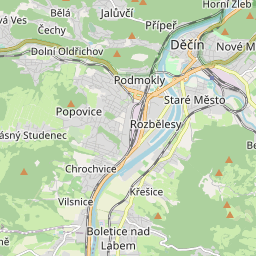 Horní Žleb
Bělá
Jalůvčí
Ves
Čechy
Přípeř
Děčín
Nové M
Dolní Oldřichov
Podmokly
Staré Město
Popovice
Rozbělesy
ásný Studenec
Be
Chrochvice
Křešice
Vilsnice
Boletice nad
Labem